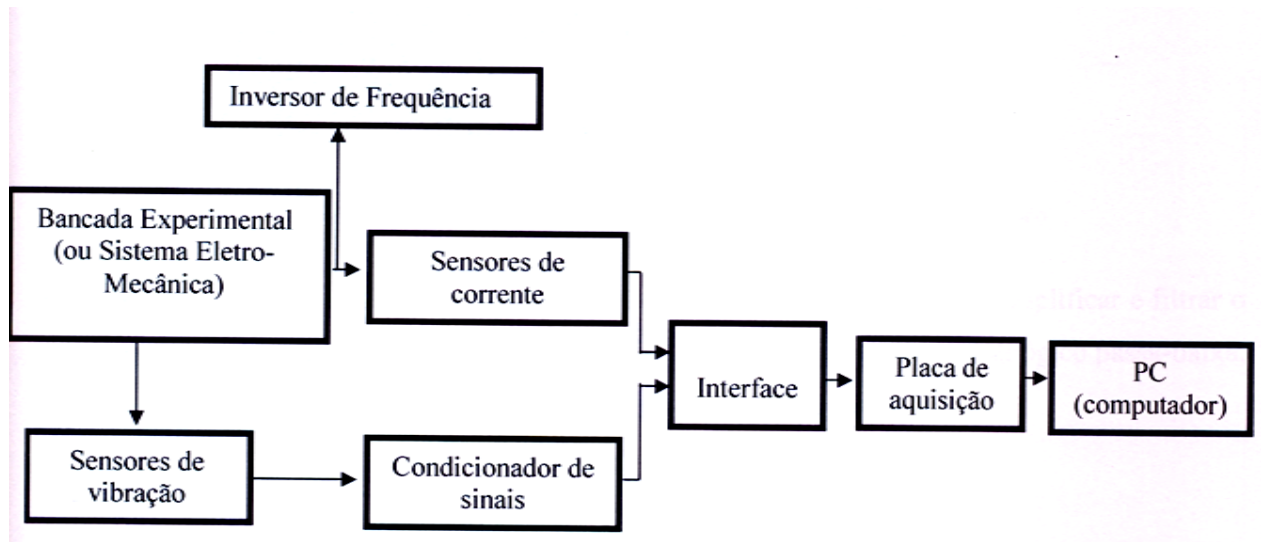 Inversor de Frequência
Bancada Experimental
(ou Sistema Eletro-
Mecânica)
Sensores de
corrente
Interface
Placa de
aquisição
PC
(computador)
Sensores de
vibração
Condicionador de
sinais